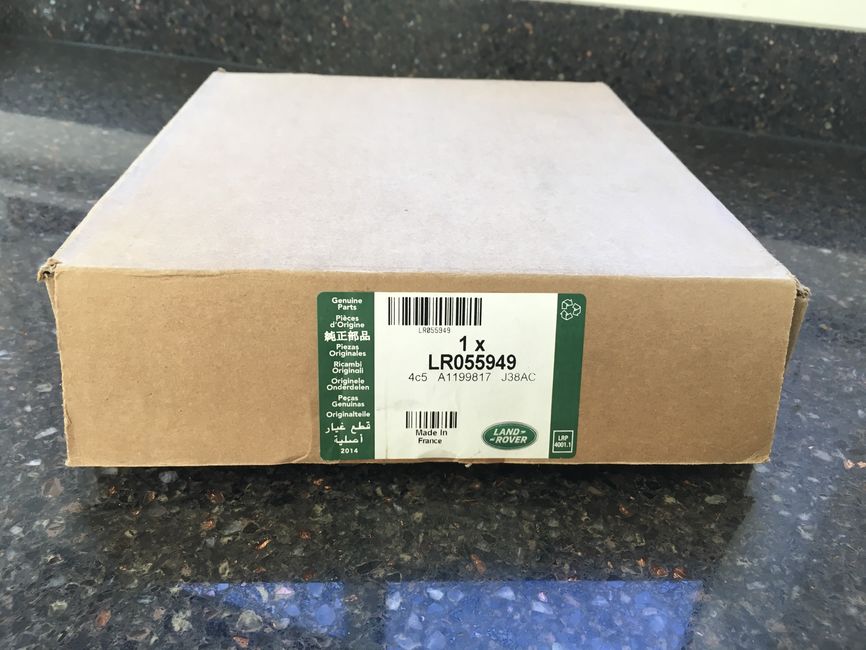 Genuine
Parts
Pièces
d'Origine
純正部品
Piezas
Originales
Ricambi
Originali
Originele
Onderdelen
Peças
Genuínas
Originalteile
قطع غيار
أصلية
2014
LR055949
1 x
LR055949
4c5 A1199817 J38AC
Made In
France
LAND-
-ROVER
LRP
4001.1